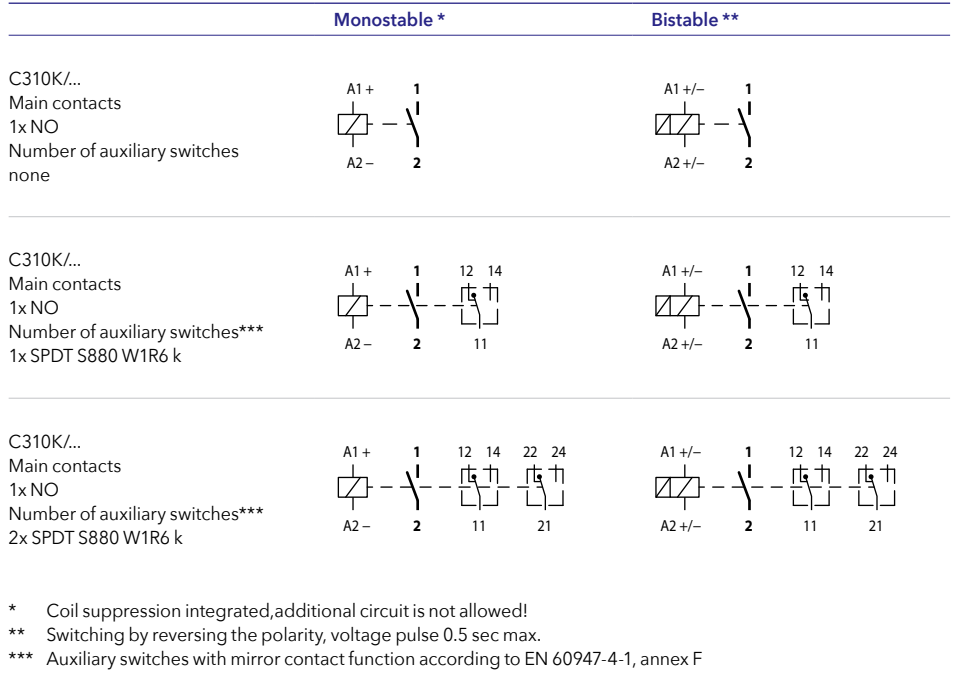 Monostable * Bistable **
C310K/...
Main contacts
1x NO
Number of auxiliary switches
none
A1 + 1
A2 – 2
A1 +/– 1
A2 +/– 2
C310K/...
Main contacts
1x NO
Number of auxiliary switches***
1x SPDT S880 W1R6 k
A1 + 1 12 14
A2 – 2 11
A1 +/– 1 12 14
A2 +/– 2 11
C310K/...
Main contacts
1x NO
Number of auxiliary switches***
2x SPDT S880 W1R6 k
A1 + 1 12 14 22 24
A2 – 2 11 21
A1 +/– 1 12 14 22 24
A2 +/– 2 11 21
* Coil suppression integrated,additional circuit is not allowed!
** Switching by reversing the polarity, voltage pulse 0.5 sec max.
*** Auxiliary switches with mirror contact function according to EN 60947-4-1, annex F